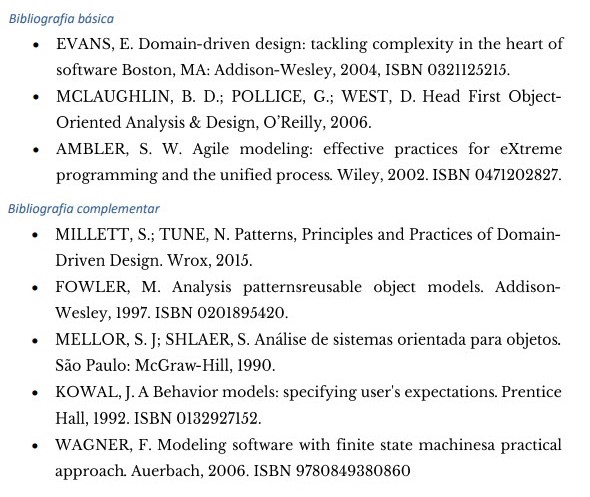 Bibliografia básica
• EVANS, E. Domain-driven design: tackling complexity in the heart of
software Boston, MA: Addison-Wesley, 2004, ISBN 0321125215.
• MCLAUGHLIN, B. D.; POLLICE, G.; WEST, D. Head First Object-
Oriented Analysis & Design, O’Reilly, 2006.
• AMBLER, S. W. Agile modeling: effective practices for eXtreme
programming and the unified process. Wiley, 2002. ISBN 0471202827.
Bibliografia complementar
• MILLETT, S.; TUNE, N. Patterns, Principles and Practices of Domain-
Driven Design. Wrox, 2015.
• FOWLER, M. Analysis patternsreusable object models. Addison-
Wesley, 1997. ISBN 0201895420.
• MELLOR, S. J; SHLAER, S. Análise de sistemas orientada para objetos.
São Paulo: McGraw-Hill, 1990.
• KOWAL, J. A Behavior models: specifying user's expectations. Prentice
Hall, 1992. ISBN 0132927152.
• WAGNER, F. Modeling software with finite state machinesa practical
approach. Auerbach, 2006. ISBN 9780849380860